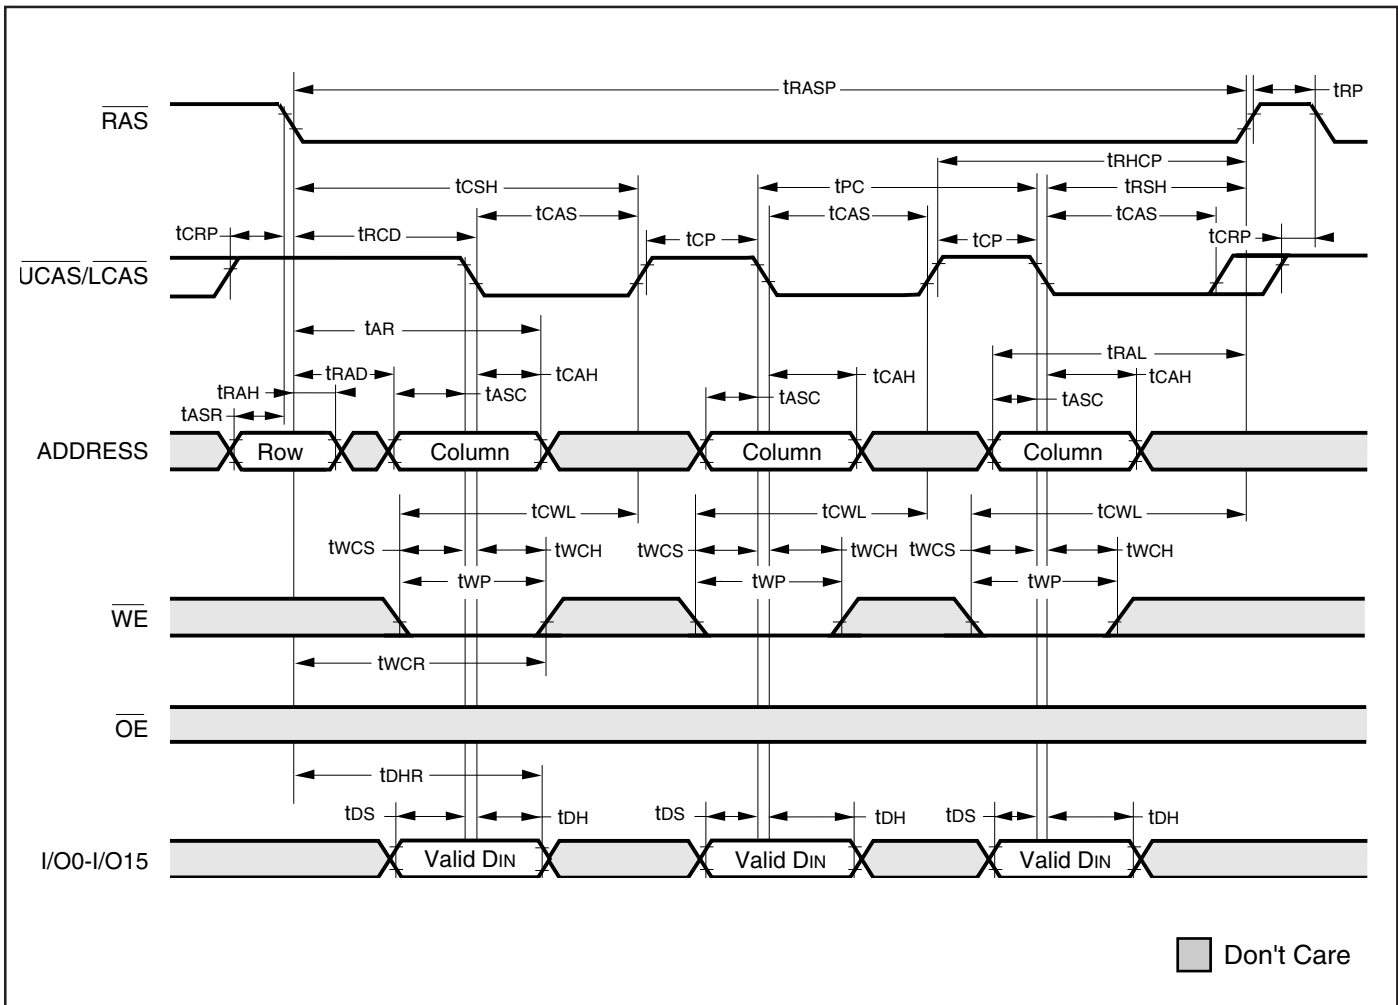 tRASP
tRP
RAS
tRHCP
tCSH tPC tRSH
tCAS tCAS tCAS
tCRP tRCD tCP tCP tCRP
UCAS/LCAS
tAR
tRAL
tRAD tCAH tCAH tCAH
tRAH tASC tASC tASC
tASR
ADDRESS Row Column Column Column
tCWL tCWL tCWL
tWCS tWCH tWCS tWCH tWCS tWCH
tWP tWP tWP
WE
tWCR
OE
tDHR
tDS tDH tDS tDH tDS tDH
I/O0-I/O15 Valid DIN Valid DIN Valid DIN
Don't Care